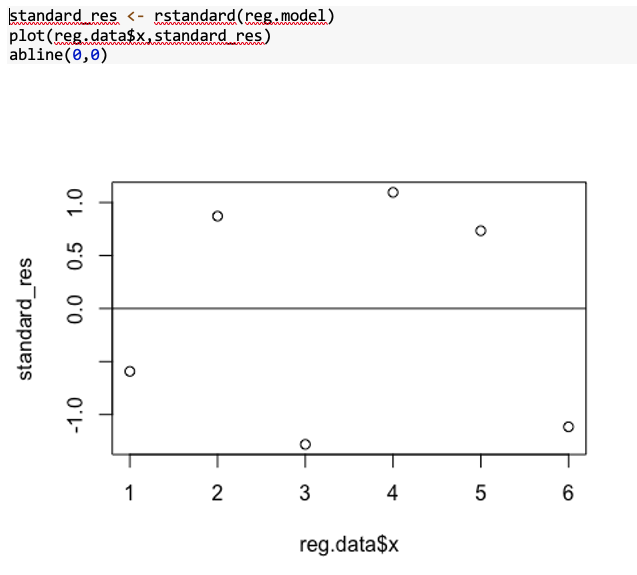 standard_res <- rstandard(reg.model)
plot(reg.data$x,standard_res)
abline(0,0)
standard_res
1.0
0.5
0.0
-1.0
1 2 3 4 5 6
reg.data$x